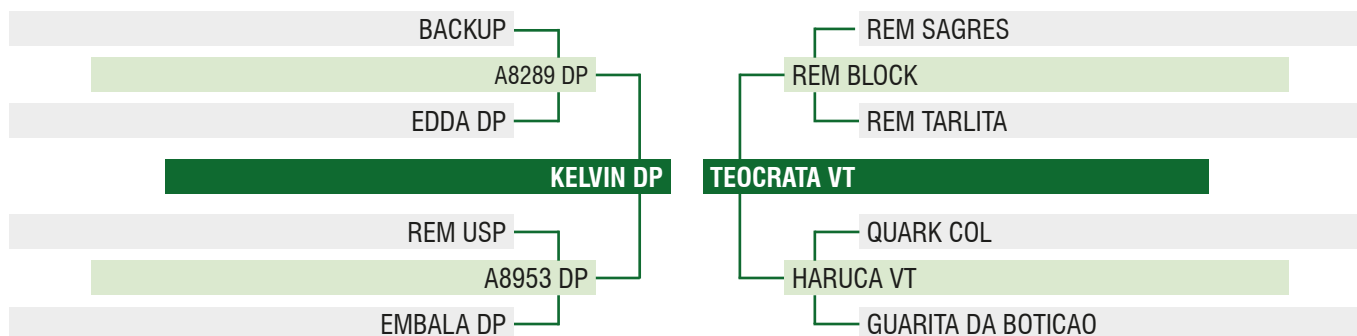 BACKUP
A8289 DP
EDDA DP
KELVIN DP
REM USP
A8953 DP
EMBALA DP
REM SAGRES
REM BLOCK
REM TARLITA
TEOCRATA VT
QUARK COL
HARUCA VT
GUARITA DA BOTICAO